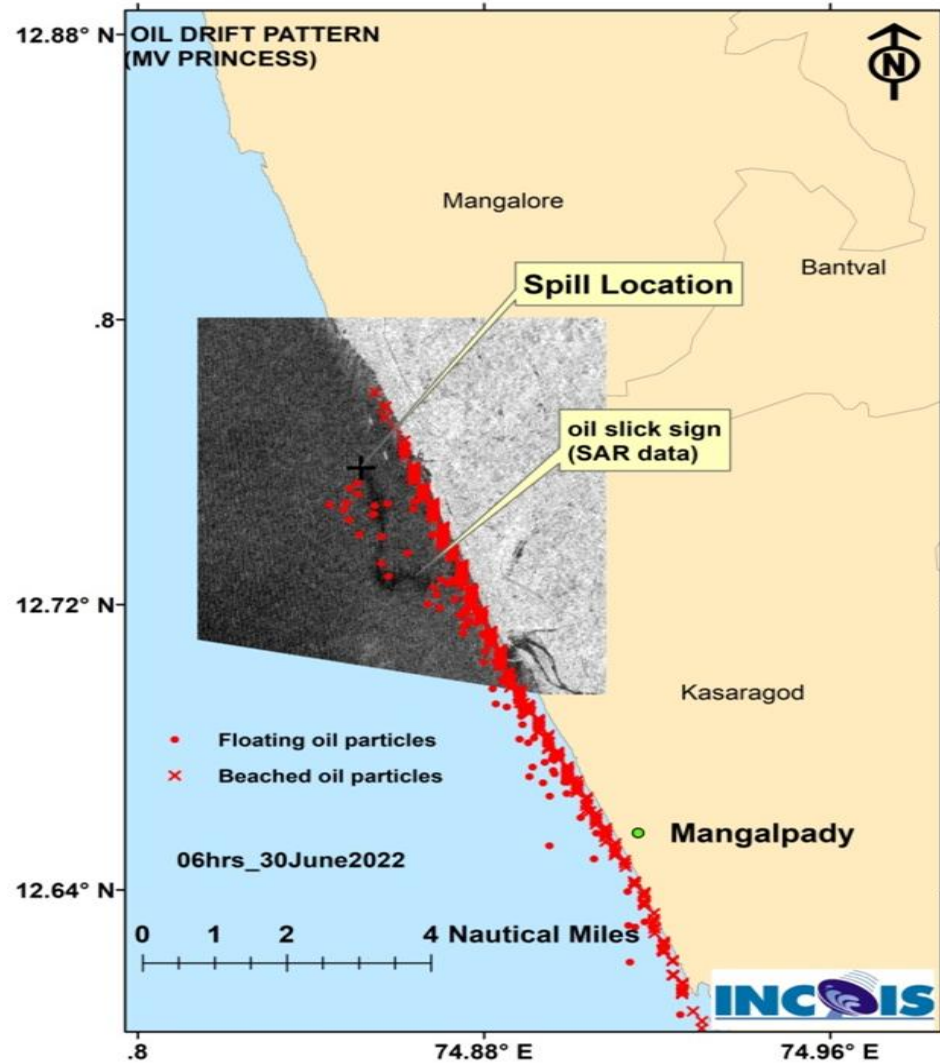 12.88° N
OIL DRIFT PATTERN
(MV PRINCESS)
N
Mangalore
Bantval
Spill Location
.8
oil slick sign
(SAR data)
12.72° N
Kasaragod
Floating oil particles
Beached oil particles
Mangalpady
06hrs_30June2022
12.64° N
0 1 2 4 Nautical Miles
INCOIS
.8 74.88° E 74.96° E